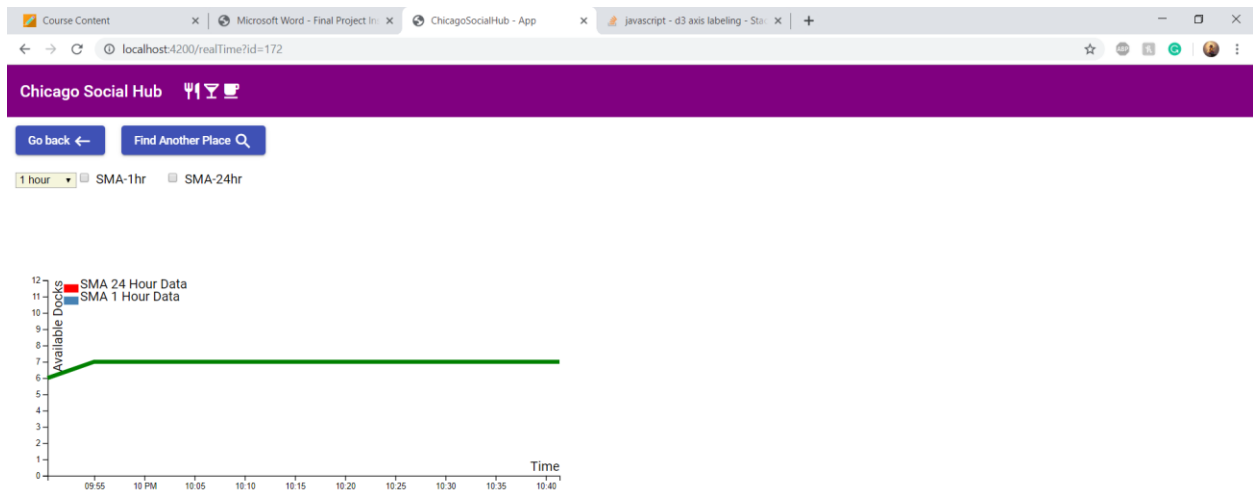 Course Content
Microsoft Word - Final Project In
ChicagoSocialHub - App
javascript - d3 axis labeling - Stac
localhost:4200/realTime?id=172
ABP
Chicago Social Hub
Go back
Find Another Place
1 hour
SMA-1hr
SMA-24hr
SMA 24 Hour Data
SMA 1 Hour Data
Available Docks
12
11
10
9
8
7
6
5
4
3
2
1
0
Time
09:55 10 PM 10:05 10:10 10:15 10:20 10:25 10:30 10:35 10:40